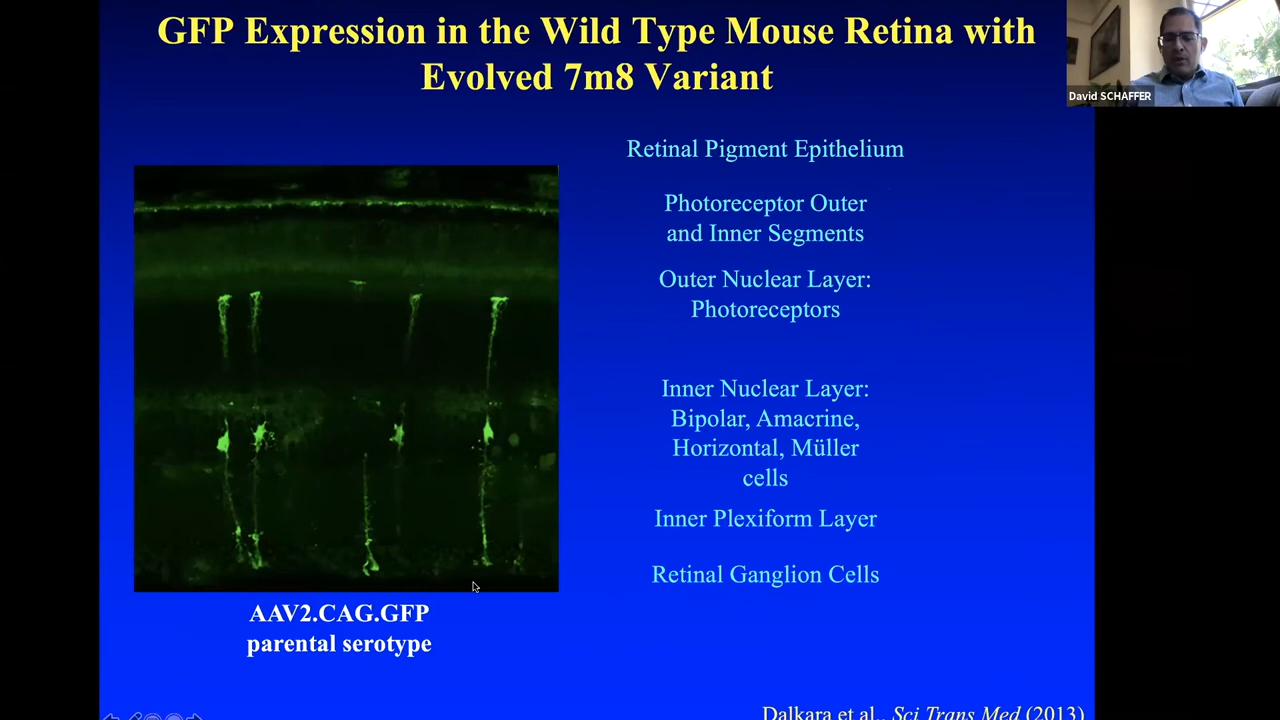 GFP Expression in the Wild Type Mouse Retina with
Evolved 7m8 Variant
David SCHAFFER
Retinal Pigment Epithelium
Photoreceptor Outer
and Inner Segments
Outer Nuclear Layer:
Photoreceptors
Inner Nuclear Layer:
Bipolar, Amacrine,
Horizontal, Müller
cells
Inner Plexiform Layer
Retinal Ganglion Cells
AAV2.CAG.GFP
parental serotype
Dalkara et al., Sci Trans Med (2013)